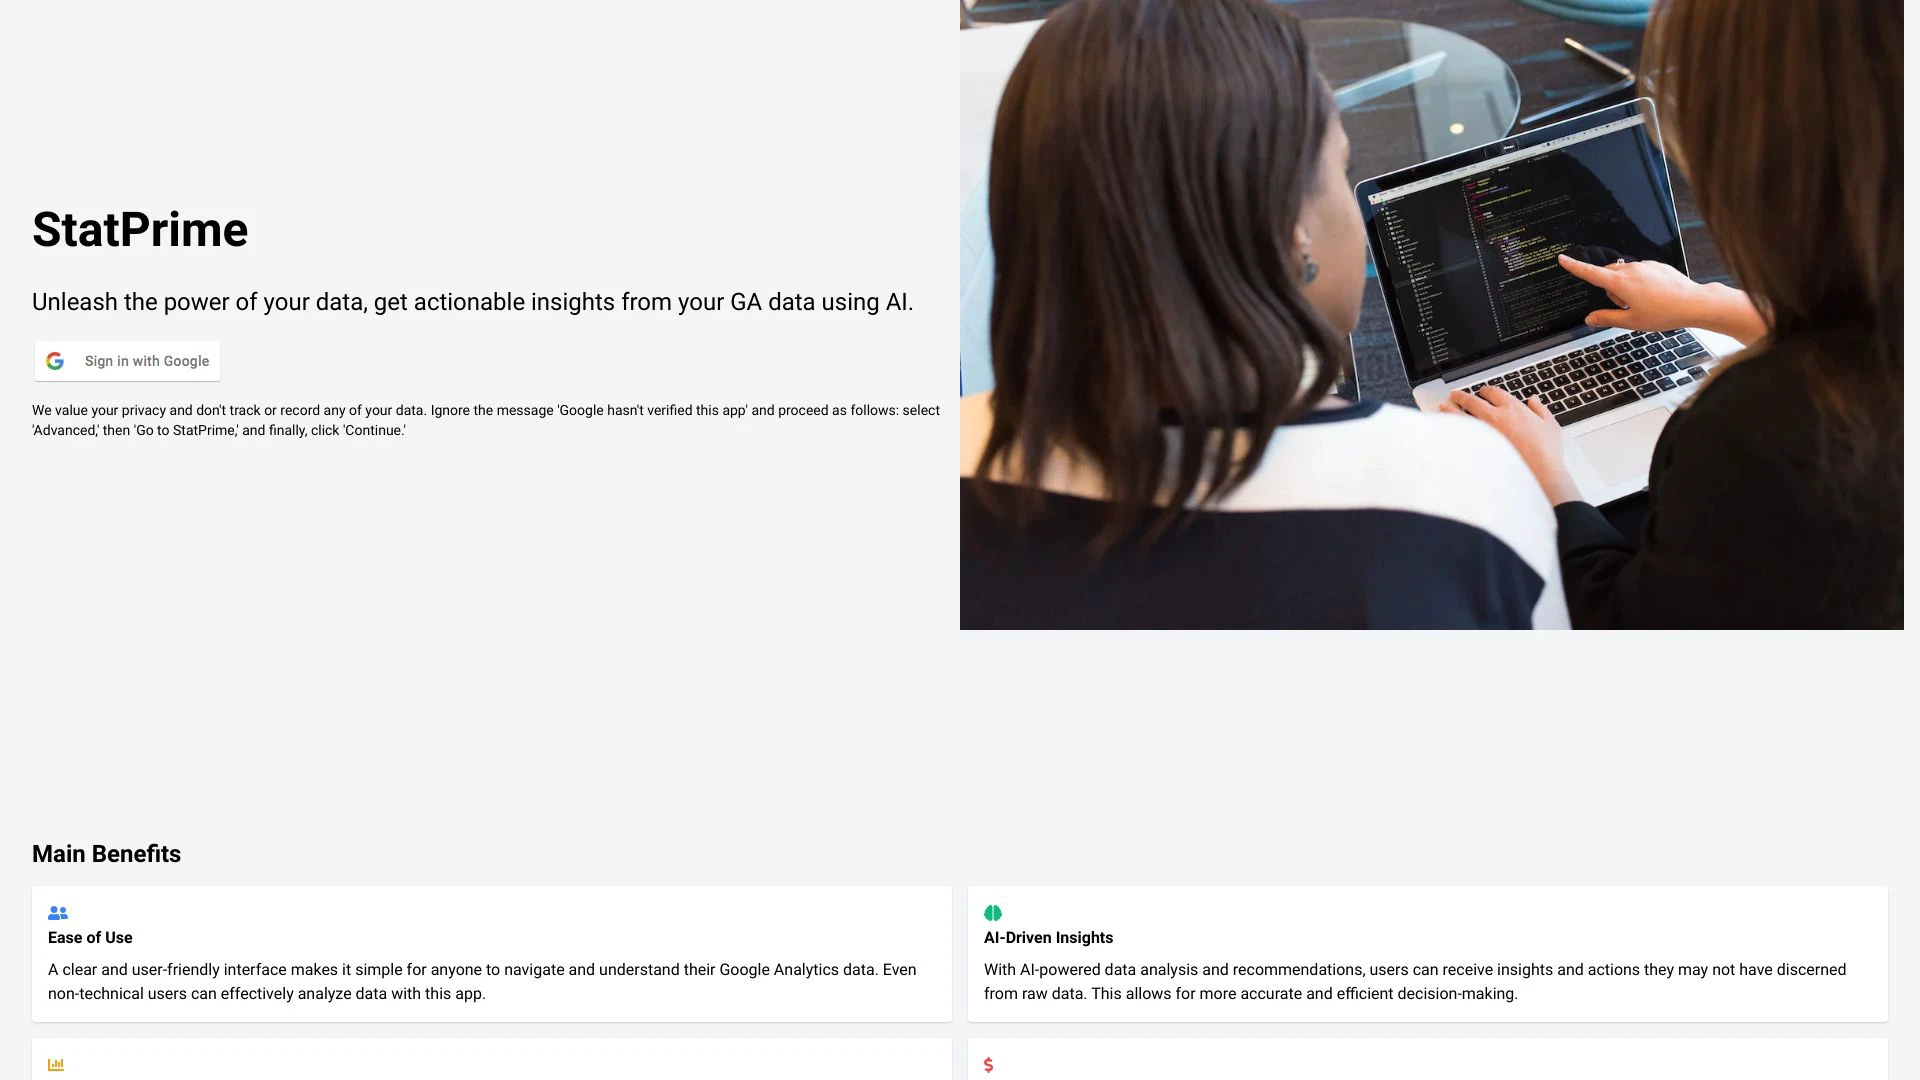 StatPrime
Unleash the power of your data, get actionable insights from your GA data using AI.
Sign in with Google
We value your privacy and don't track or record any of your data. Ignore the message 'Google hasn't verified this app' and proceed as follows: select
'Advanced,' then 'Go to StatPrime,' and finally, click 'Continue.'
Main Benefits
Ease of Use
A clear and user-friendly interface makes it simple for anyone to navigate and understand their Google Analytics data. Even
non-technical users can effectively analyze data with this app.
AI-Driven Insights
With AI-powered data analysis and recommendations, users can receive insights and actions they may not have discerned
from raw data. This allows for more accurate and efficient decision-making.